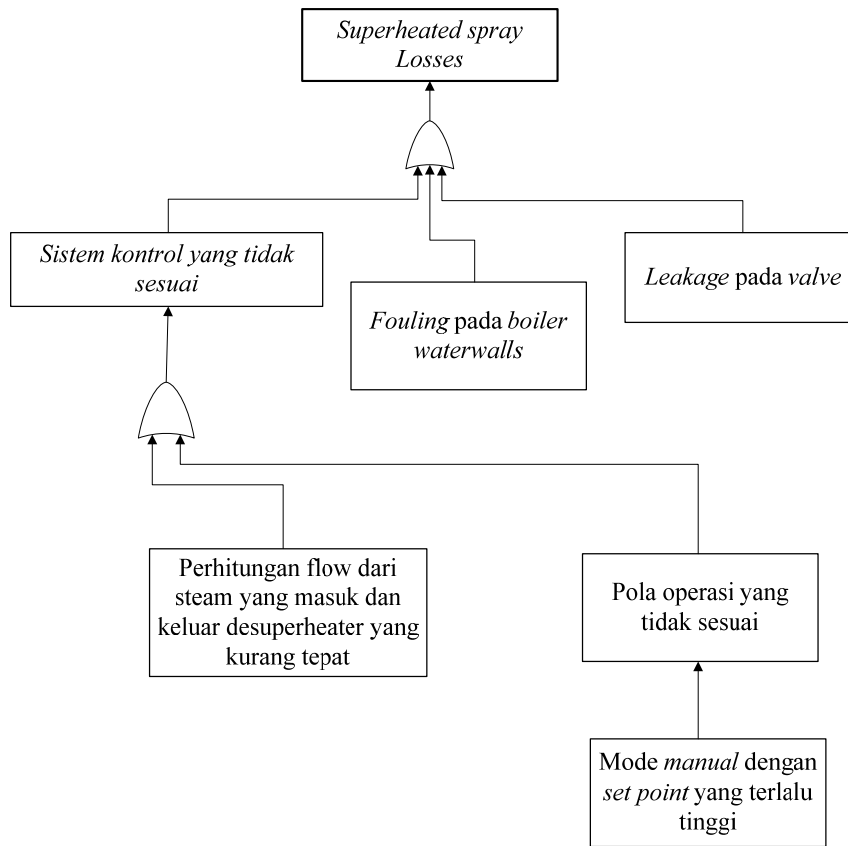 Superheated spray
Losses
Sistem kontrol yang tidak
sesuai
Fouling pada boiler
waterwalls
Leakage pada valve
Perhitungan flow dari
steam yang masuk dan
keluar desuperheater yang
kurang tepat
Pola operasi yang
tidak sesuai
Mode manual dengan
set point yang terlalu
tinggi